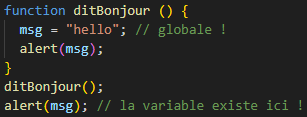 function ditBonjour () {
  msg = "hello"; // globale !
  alert(msg);
}
ditBonjour();
alert(msg); // la variable existe ici !